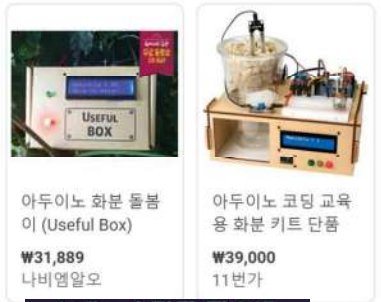 USEFUL
BOX
아두이노 화분 돌봄
이 (Useful Box)
₩31,889
나비엠알오
아두이노 코딩 교육
용 화분 키트 단품
₩39,000
11번가